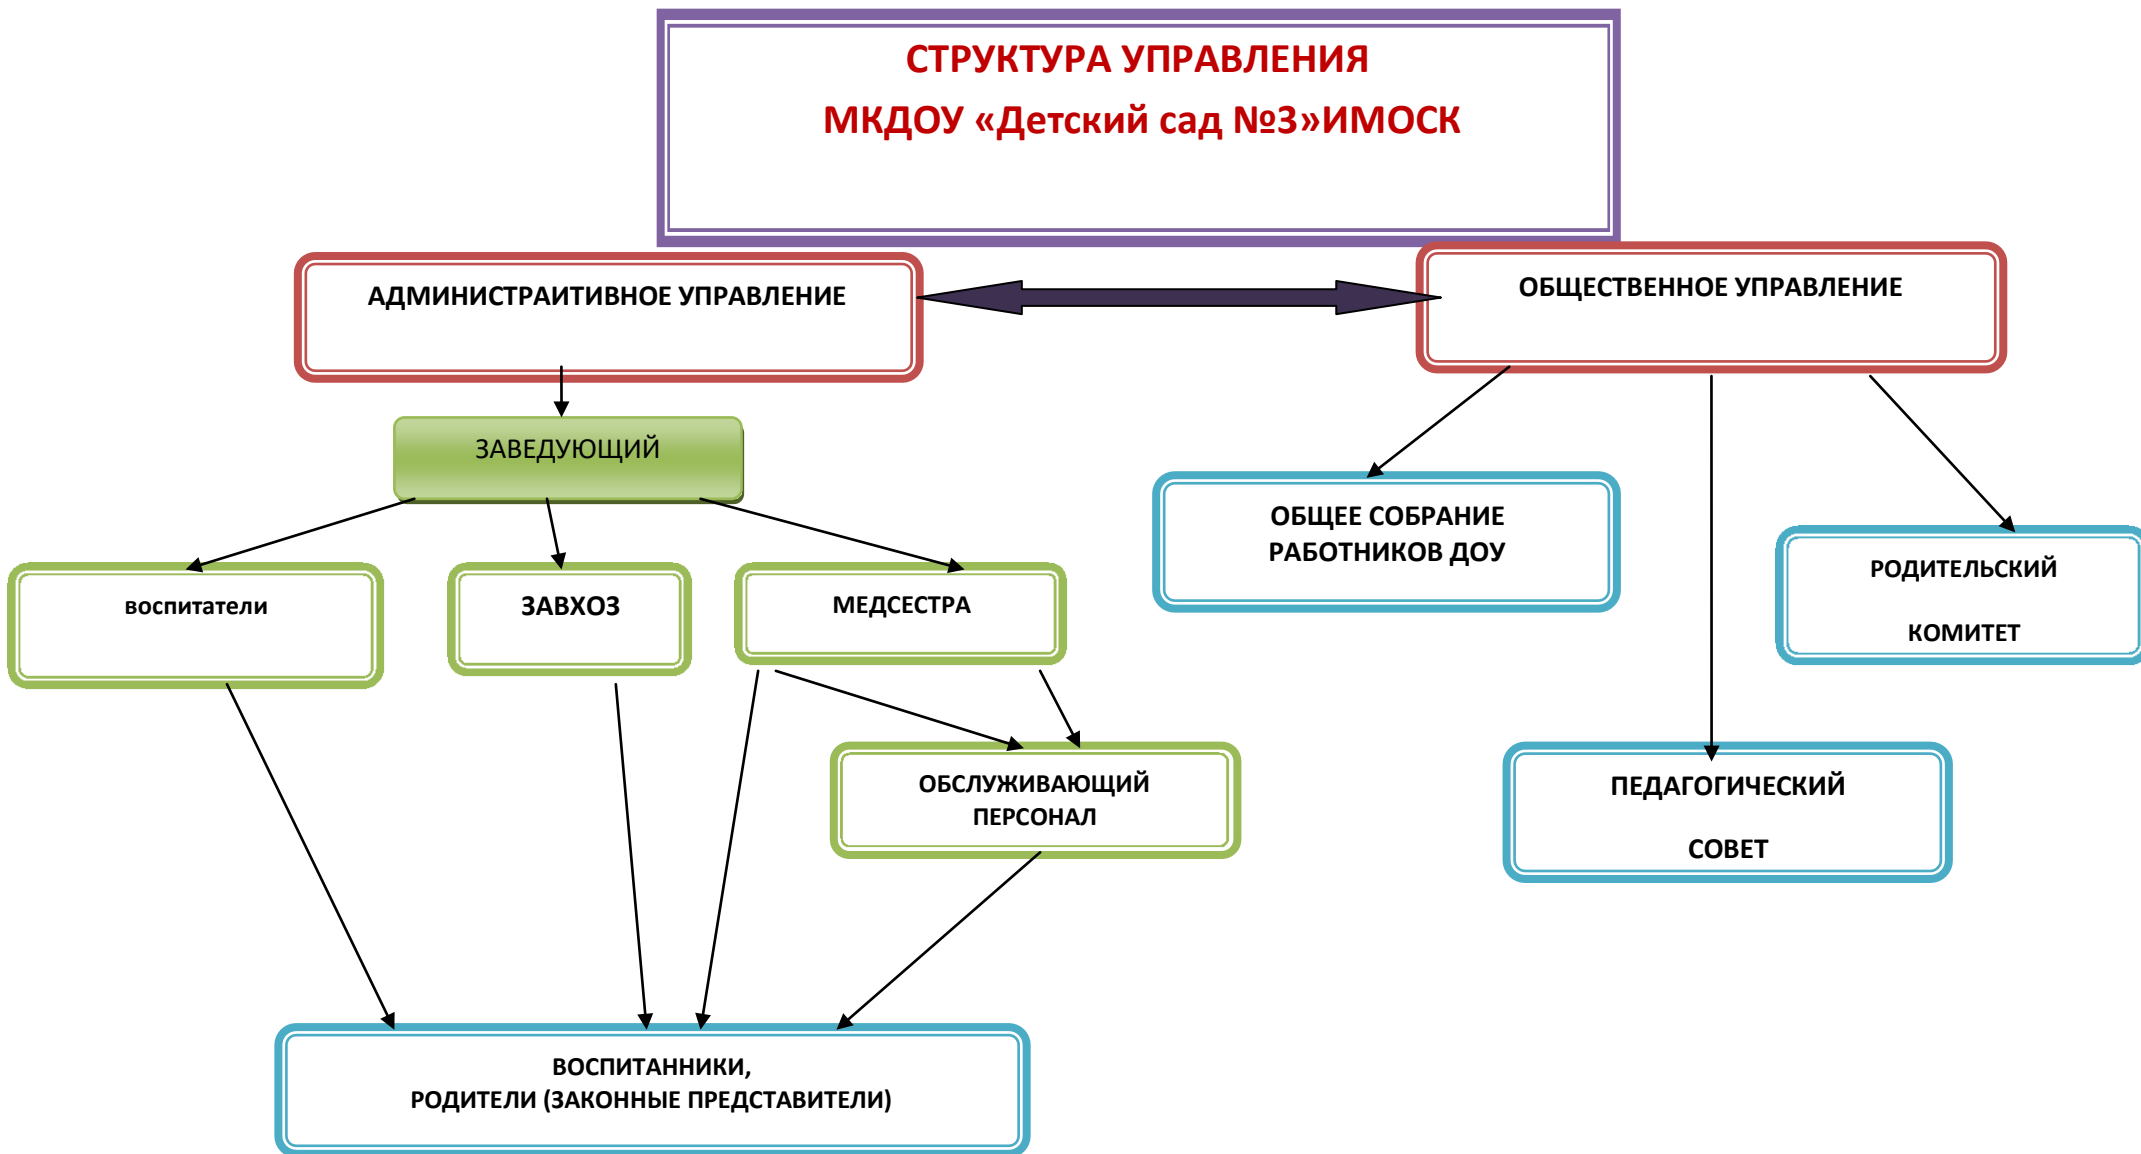 СТРУКТУРА УПРАВЛЕНИЯ
МКДОУ «Детский сад №3»ИМОСК
АДМИНИСТРАИТИВНОЕ УПРАВЛЕНИЕ
ОБЩЕСТВЕННОЕ УПРАВЛЕНИЕ
ЗАВЕДУЮЩИЙ
ОБЩЕЕ СОБРАНИЕ
РАБОТНИКОВ ДОУ
РОДИТЕЛЬСКИЙ
КОМИТЕТ
воспитатели
ЗАВХОЗ
МЕДСЕСТРА
ОБСЛУЖИВАЮЩИЙ
ПЕРСОНАЛ
ПЕДАГОГИЧЕСКИЙ
СОВЕТ
ВОСПИТАННИКИ,
РОДИТЕЛИ (ЗАКОННЫЕ ПРЕДСТАВИТЕЛИ)